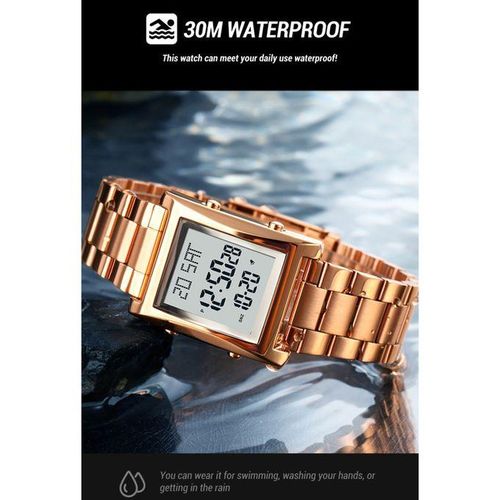 30M WATERPROOF
This watch can meet your daily use waterproof!
20 SAT
12:50 28
10-20
You can wear it for swimming, washing your hands, or
getting in the rain